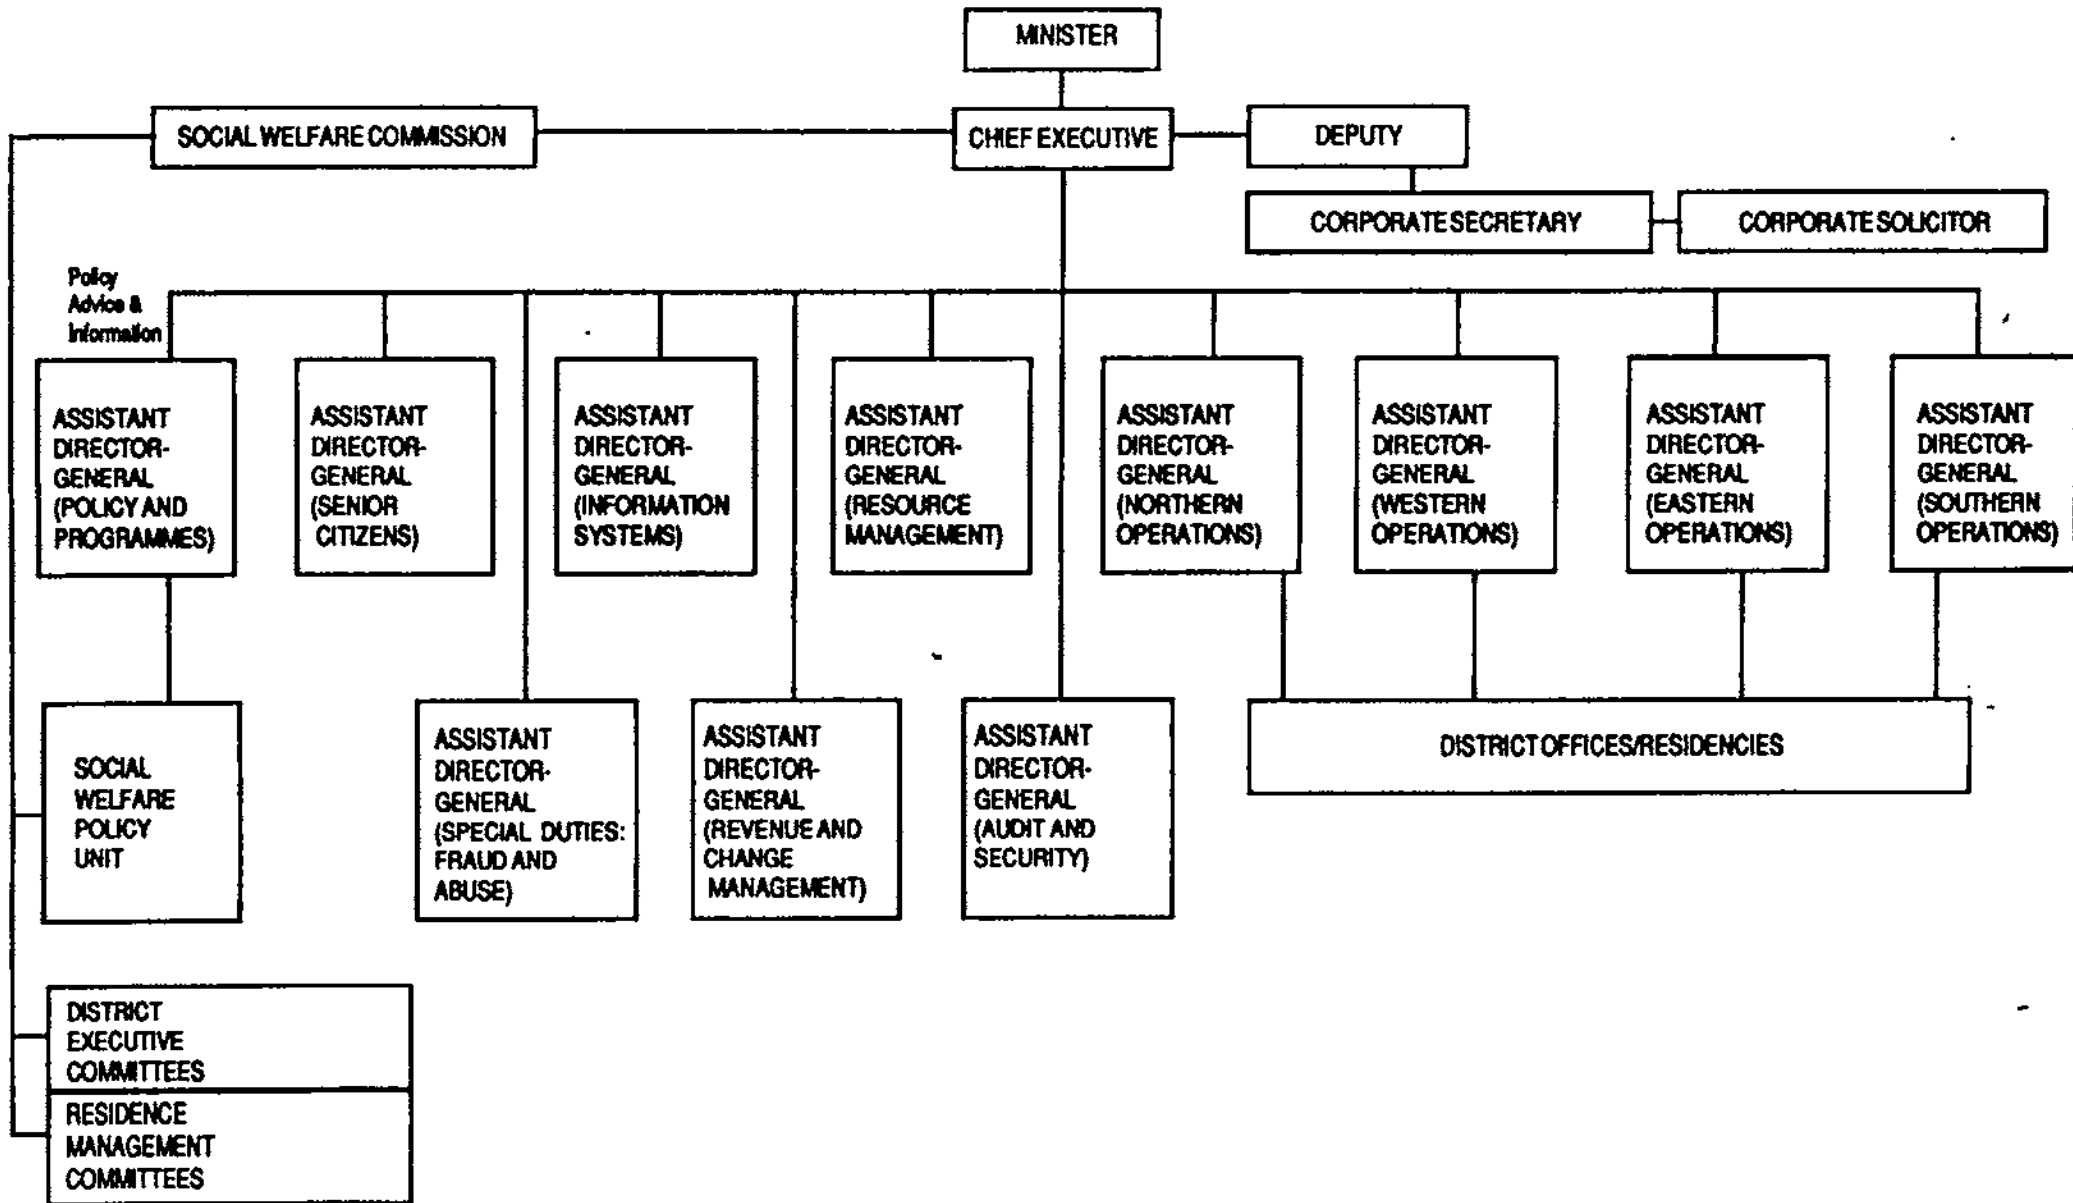 MINISTER
SOCIAL WELFARE COMMISSION
CHIEF EXECUTIVE
DEPUTY
CORPORATE SECRETARY
CORPORATE SOLICITOR
Policy
Advice &
Information
ASSISTANT
DIRECTOR-
GENERAL
(POLICY AND
PROGRAMMES)
ASSISTANT
DIRECTOR-
GENERAL
(SENIOR
CITIZENS)
ASSISTANT
DIRECTOR-
GENERAL
(INFORMATION
SYSTEMS)
ASSISTANT
DIRECTOR-
GENERAL
(RESOURCE
MANAGEMENT)
ASSISTANT
DIRECTOR-
GENERAL
(NORTHERN
OPERATIONS)
ASSISTANT
DIRECTOR-
GENERAL
(WESTERN
OPERATIONS)
ASSISTANT
DIRECTOR-
GENERAL
(EASTERN
OPERATIONS)
ASSISTANT
DIRECTOR-
GENERAL
(SOUTHERN
OPERATIONS)
SOCIAL
WELFARE
POLICY
UNIT
ASSISTANT
DIRECTOR-
GENERAL
(SPECIAL DUTIES:
FRAUD AND
ABUSE)
ASSISTANT
DIRECTOR-
GENERAL
(REVENUE AND
CHANGE
MANAGEMENT)
ASSISTANT
DIRECTOR-
GENERAL
(AUDIT AND
SECURITY)
DISTRICT OFFICES/RESIDENCIES
DISTRICT
EXECUTIVE
COMMITTEES
RESIDENCE
MANAGEMENT
COMMITTEES